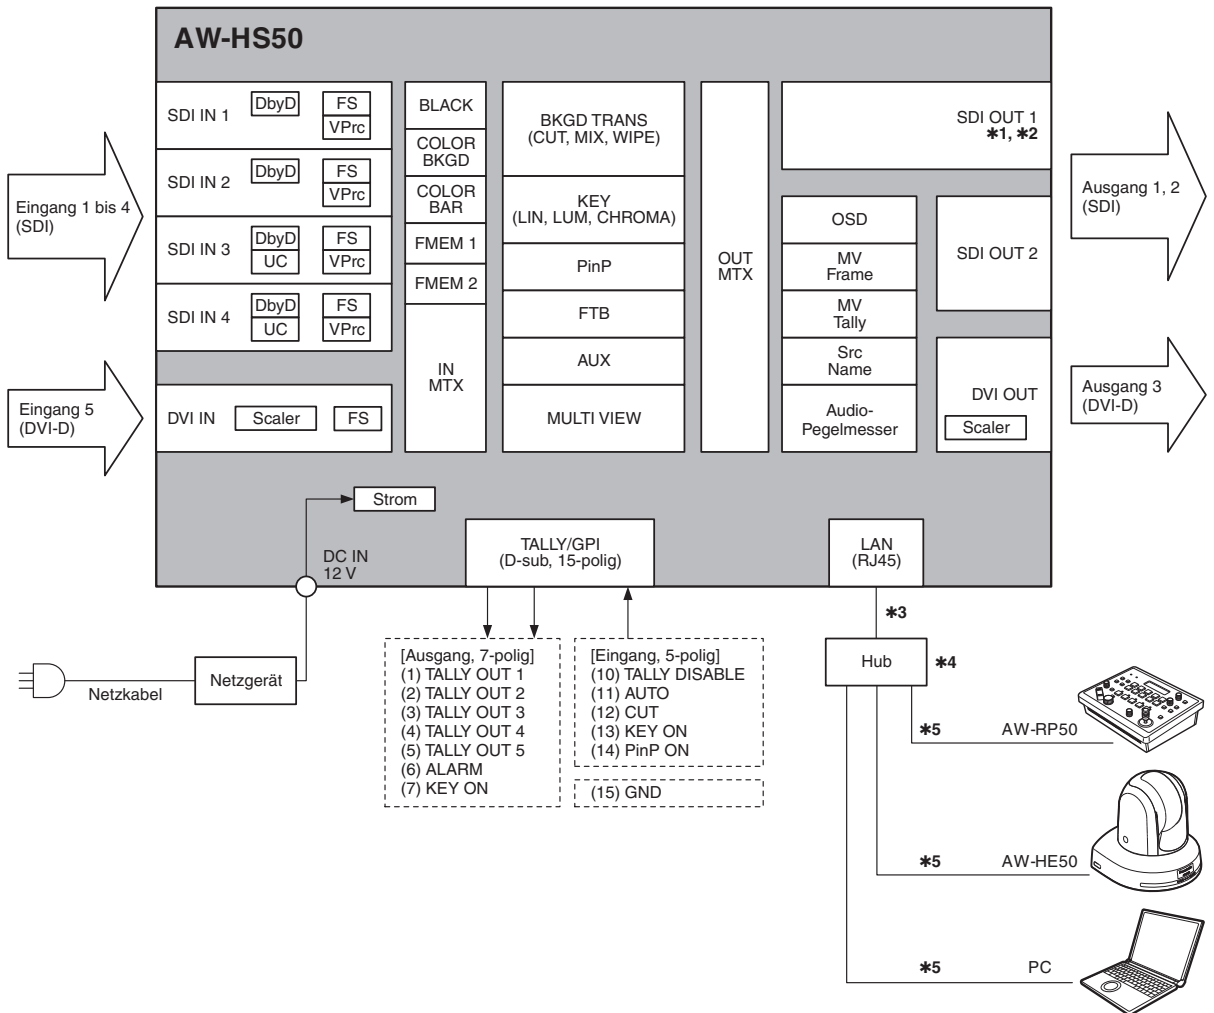 AW-HS50
SDI IN 1
DbyD
FS
VPrc
SDI IN 2
DbyD
FS
VPrc
SDI IN 3
DbyD
UC
FS
VPrc
SDI IN 4
DbyD
UC
FS
VPrc
DVI IN
Scaler
FS
Eingang 1 bis 4
(SDI)
Eingang 5
(DVI-D)
BLACK
COLOR
BKGD
COLOR
BAR
FMEM 1
FMEM 2
IN
MTX
BKGD TRANS
(CUT, MIX, WIPE)
KEY
(LIN, LUM, CHROMA)
PinP
FTB
AUX
MULTI VIEW
OUT
MTX
OSD
MV
Frame
MV
Tally
Src
Name
Audio-
Pegelmesser
SDI OUT 1
✱1, ✱2
SDI OUT 2
DVI OUT
Scaler
Ausgang 1, 2
(SDI)
Ausgang 3
(DVI-D)
Strom
DC IN
12 V
TALLY/GPI
(D-sub, 15-polig)
LAN
(RJ45)
✱3
Netzkabel
Netzgerät
[Ausgang, 7-polig]
(1) TALLY OUT 1
(2) TALLY OUT 2
(3) TALLY OUT 3
(4) TALLY OUT 4
(5) TALLY OUT 5
(6) ALARM
(7) KEY ON
[Eingang, 5-polig]
(10) TALLY DISABLE
(11) AUTO
(12) CUT
(13) KEY ON
(14) PinP ON
(15) GND
Hub
✱4
✱5
AW-RP50
✱5
AW-HE50
✱5
PC